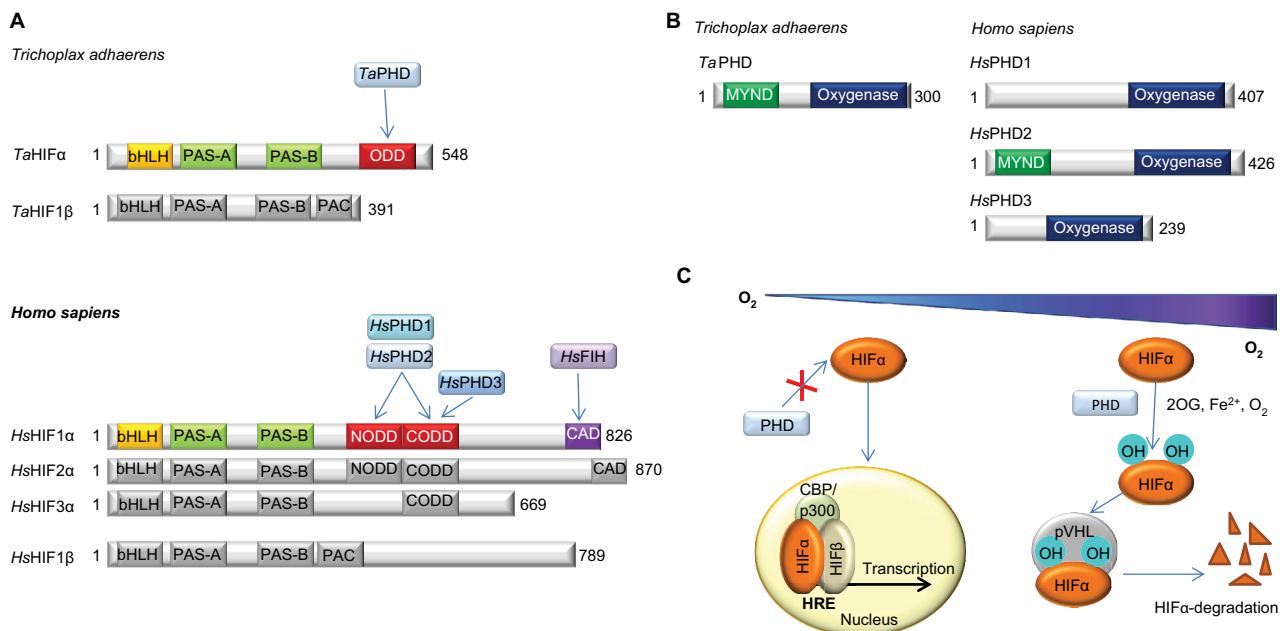 A
Trichoplax adhaerens
TaPHD
TaHIFα 1 bHLH PAS-A PAS-B ODD 548
TaHIF1β 1 bHLH PAS-A PAS-B PAC 391
Homo sapiens
HsPHD1
HsPHD2
HsPHD3
HsFIH
HsHIF1α 1 bHLH PAS-A PAS-B NODD CODD CAD 826
HsHIF2α 1 bHLH PAS-A PAS-B NODD CODD CAD 870
HsHIF3α 1 bHLH PAS-A PAS-B CODD 669
HsHIF1β 1 bHLH PAS-A PAS-B PAC 789
B
Trichoplax adhaerens
TaPHD
1 MYND Oxygenase 300
Homo sapiens
HsPHD1
1 Oxygenase 407
HsPHD2
1 MYND Oxygenase 426
HsPHD3
1 Oxygenase 239
C
O₂
O₂
HIFα
PHD
CBP/
p300
HIFα
HIFβ
Transcription
HRE
Nucleus
HIFα
PHD
2OG, Fe²⁺, O₂
OH OH
HIFα
pVHL
OH OH
HIFα
HIFα-degradation